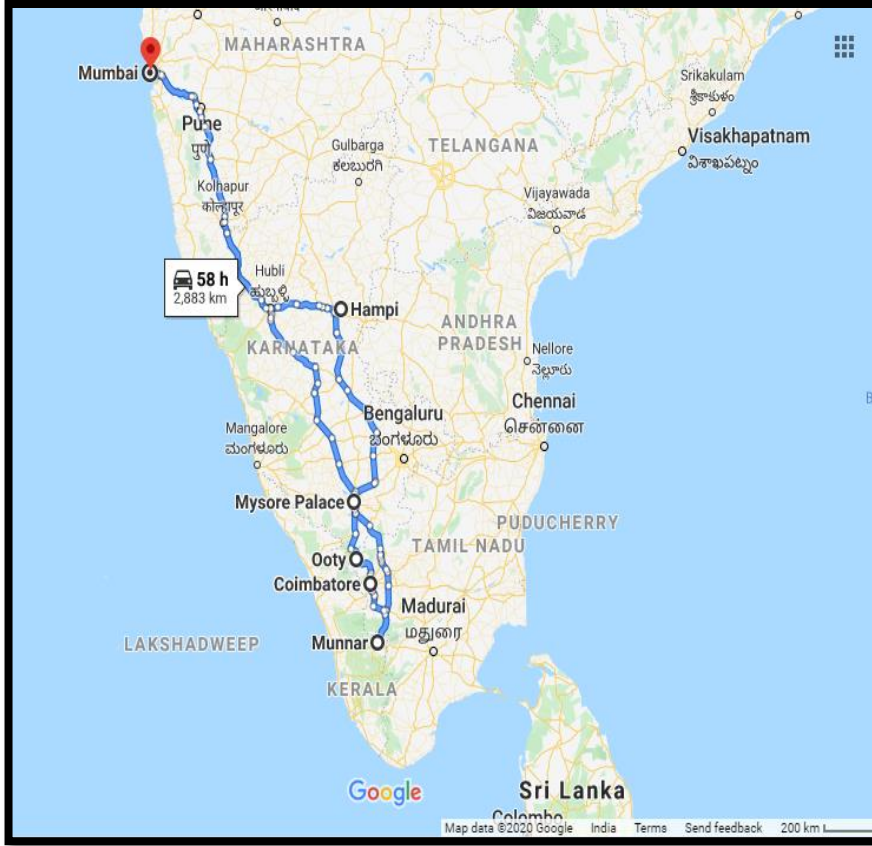 MAHARASHTRA
Mumbai
Srikakulam
శ్రీకాకుళం
Pune
पुणे
Visakhapatnam
విశాఖపట్నం
Gulbarga
ಕಲಬುರಗಿ
TELANGANA
Kolhapur
कोल्हापूर
Vijayawada
విజయవాడ
58 h
2,883 km
Hubli
ಹುಬ್ಬಳ್ಳಿ
Hampi
KARNATAKA
ANDHRA
PRADESH
Nellore
నెల్లూరు
Bengaluru
ಬೆಂಗಳೂರು
Chennai
சென்னை
Mangalore
ಮಂಗಳೂರು
Mysore Palace
PUDUCHERRY
TAMIL NADU
Ooty
Coimbatore
Madurai
மதுரை
LAKSHADWEEP
Munnar
KERALA
Google
Sri Lanka
Colombo
Map data ©2020 Google India Terms Send feedback 200 km